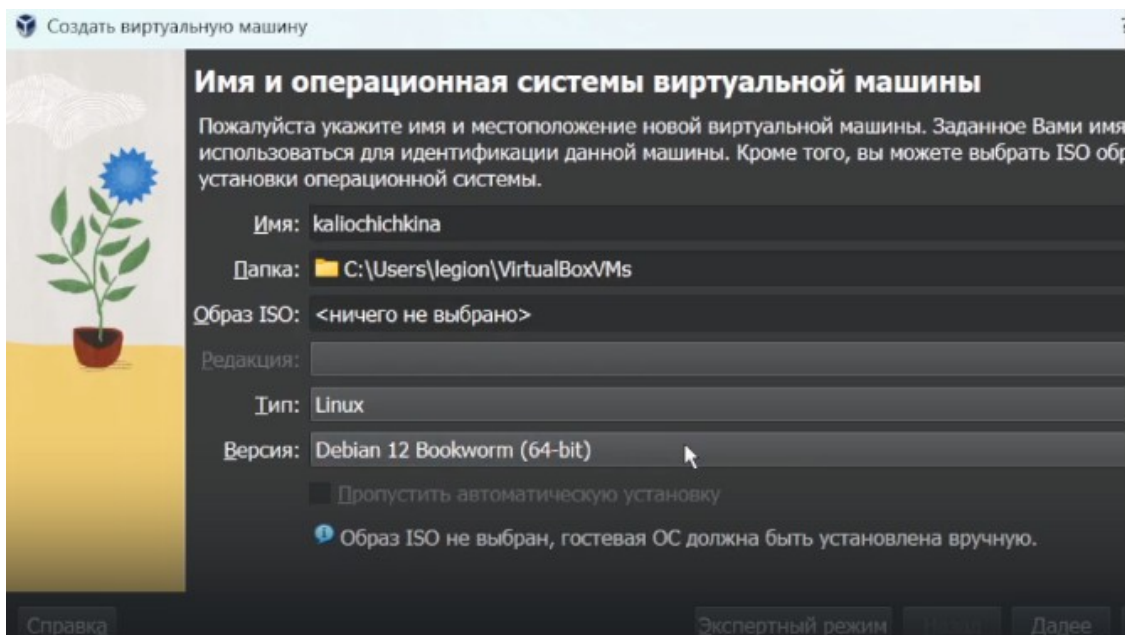 Создать виртуальную машину
Имя и операционная системы виртуальной машины
Пожалуйста укажите имя и местоположение новой виртуальной машины. Заданное Вами имя
использоваться для идентификации данной машины. Кроме того, вы можете выбрать ISO обр
установки операционной системы.
Имя: kaliochichkina
Папка: C:\Users\legion\VirtualBoxVMs
Образ ISO: <ничего не выбрано>
Редакция:
Тип: Linux
Версия: Debian 12 Bookworm (64-bit)
Пропустить автоматическую установку
Образ ISO не выбран, гостевая ОС должна быть установлена вручную.
Справка Экспертный режим Назад Далее